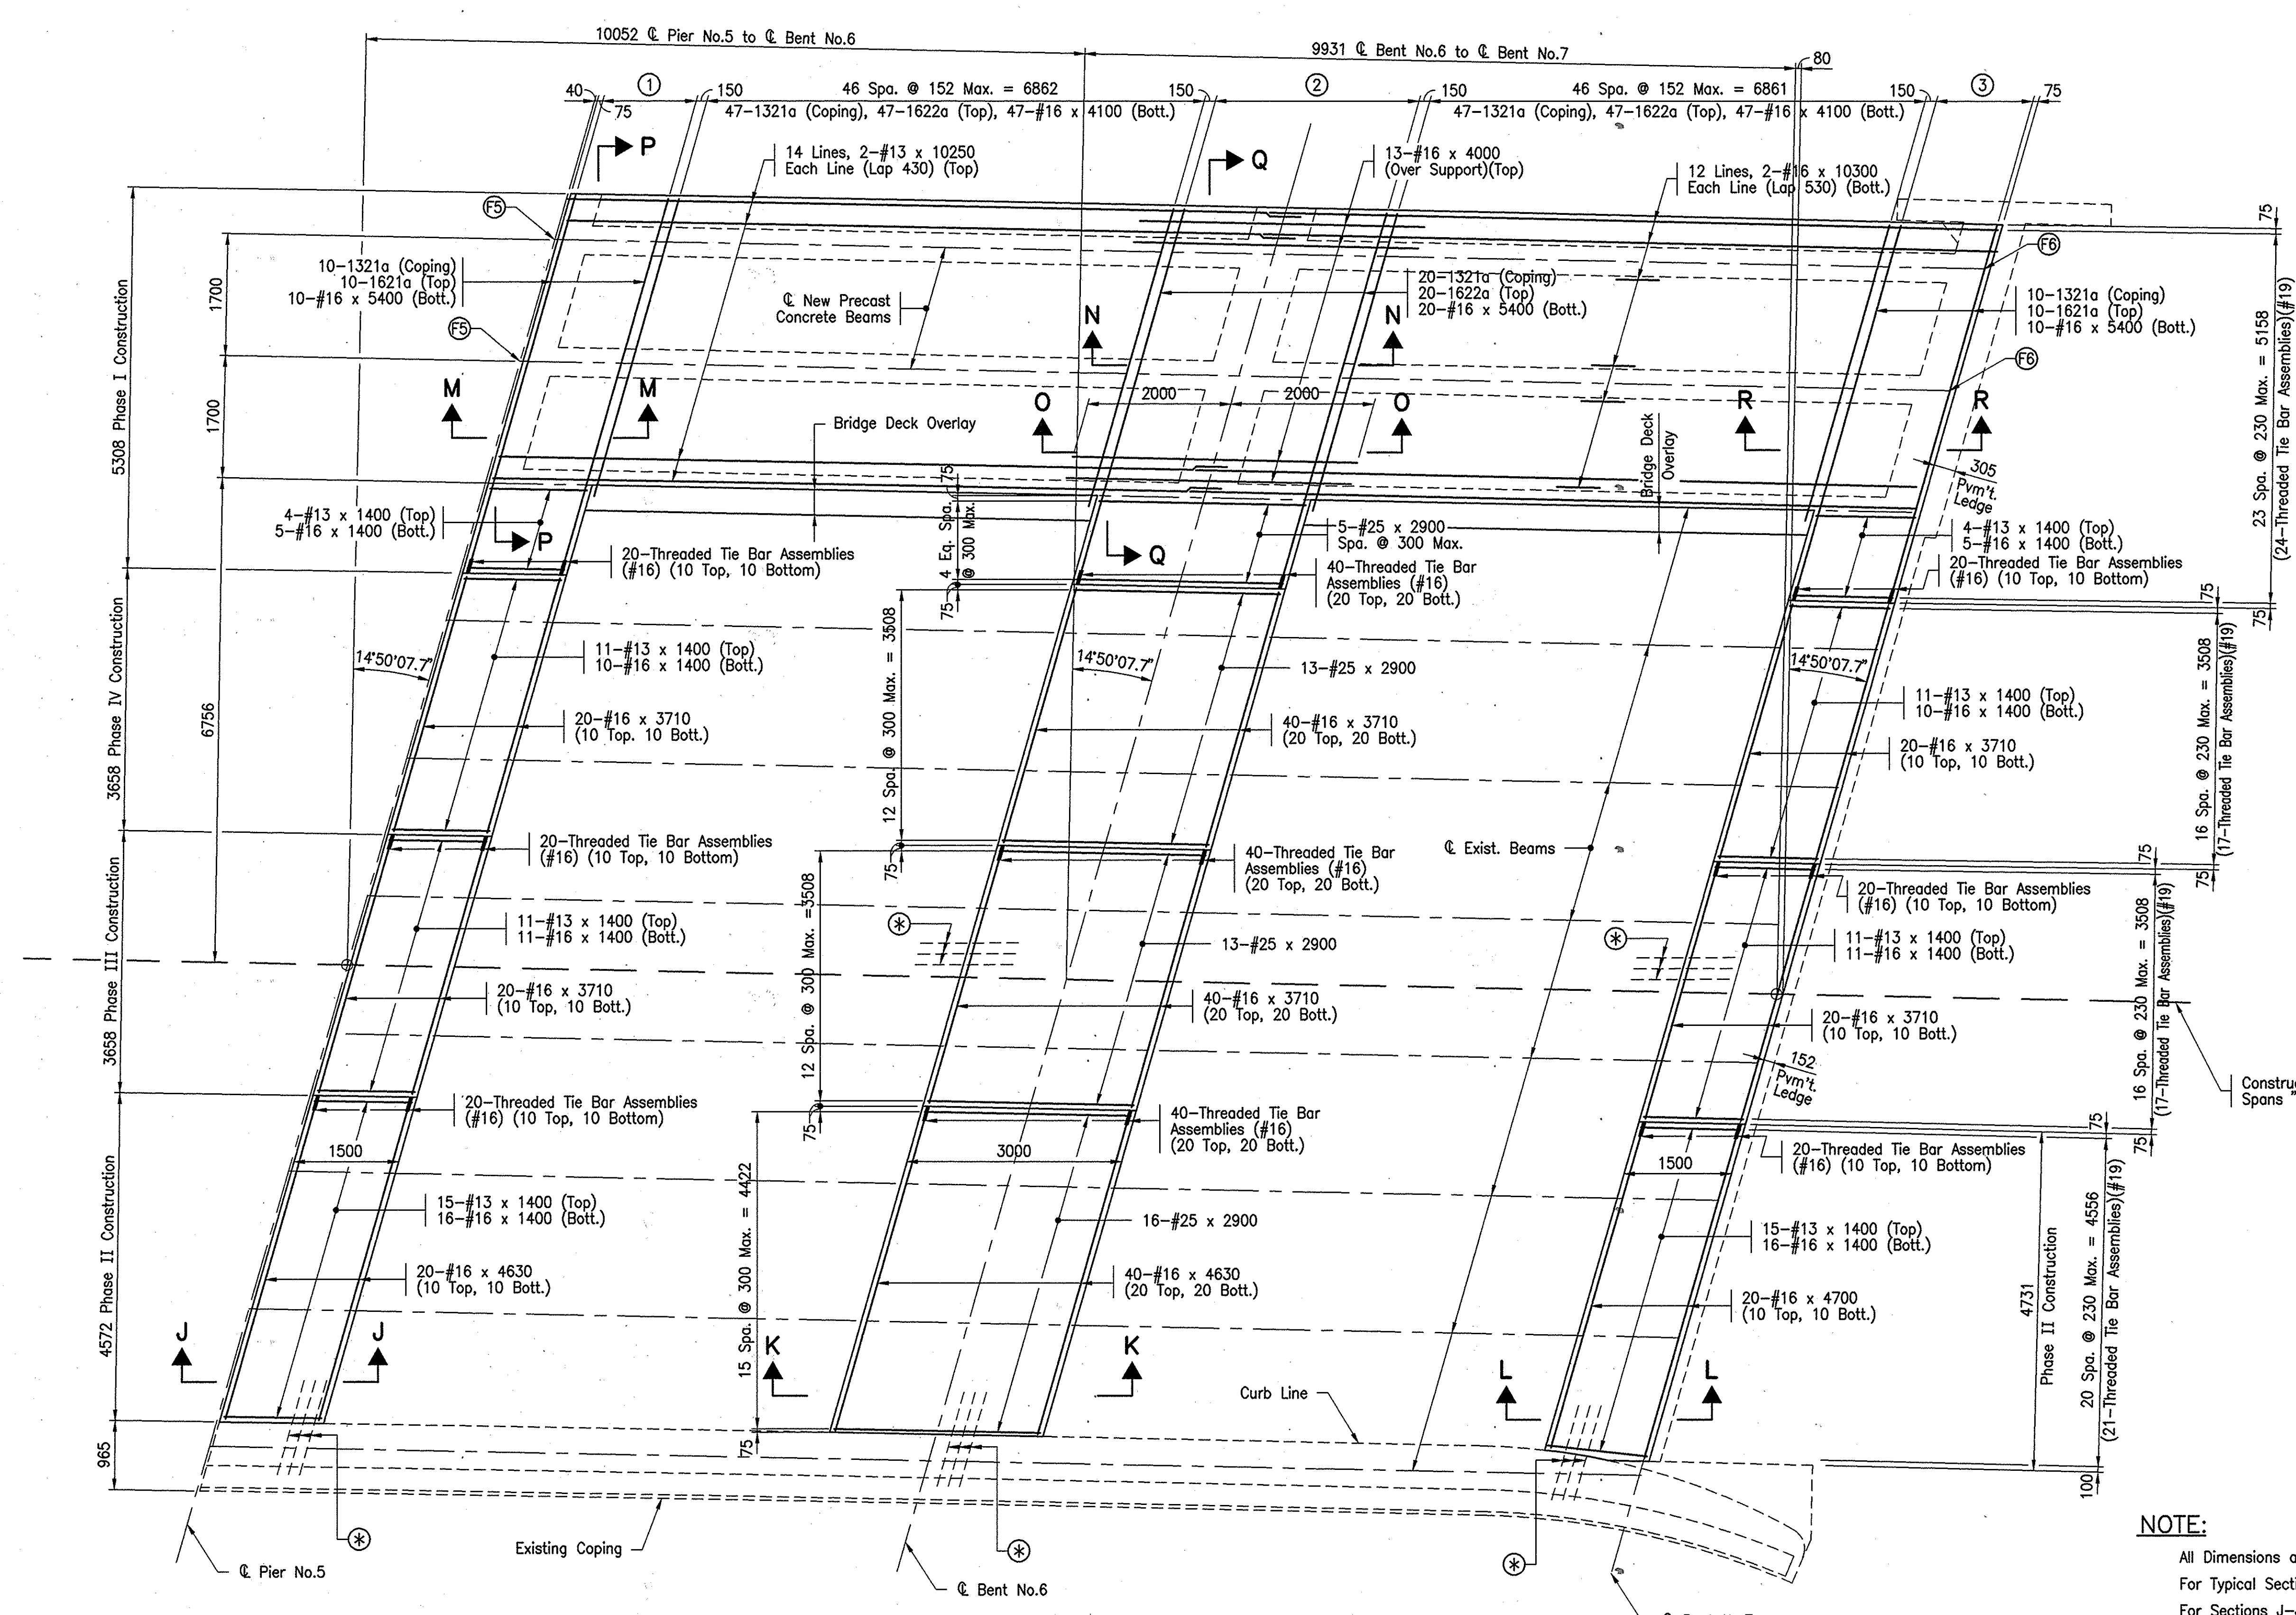 10052 ℄ Pier No.5 to ℄ Bent No.6
9931 ℄ Bent No.6 to ℄ Bent No.7
80
40
75
1
150
46 Spa. @ 152 Max. = 6862
47-1321a (Coping), 47-1622a (Top), 47-#16 x 4100 (Bott.)
150
2
150
46 Spa. @ 152 Max. = 6861
47-1321a (Coping), 47-1622a (Top), 47-#16 x 4100 (Bott.)
150
3
75
P
14 Lines, 2-#13 x 10250
Each Line (Lap 430) (Top)
Q
13-#16 x 4000
(Over Support)(Top)
12 Lines, 2-#16 x 10300
Each Line (Lap 530) (Bott.)
F5
F6
75
10-1321a (Coping)
10-1621a (Top)
10-#16 x 5400 (Bott.)
℄ New Precast
Concrete Beams
20-1321a (Coping)
20-1622a (Top)
20-#16 x 5400 (Bott.)
10-1321a (Coping)
10-1621a (Top)
10-#16 x 5400 (Bott.)
1700
F5
N
N
F6
5308 Phase I Construction
1700
M
M
O
2000
2000
O
R
R
23 Spa. @ 230 Max. = 5158
(24-Threaded Tie Bar Assemblies)(#19)
Bridge Deck Overlay
Bridge Deck
Overlay
305
Pvm't.
Ledge
75
4 Eq. Spa.
@ 300 Max.
4-#13 x 1400 (Top)
5-#16 x 1400 (Bott.)
P
20-Threaded Tie Bar Assemblies
(#16) (10 Top, 10 Bottom)
Q
5-#25 x 2900
Spa. @ 300 Max.
40-Threaded Tie Bar
Assemblies (#16)
(20 Top, 20 Bott.)
4-#13 x 1400 (Top)
5-#16 x 1400 (Bott.)
20-Threaded Tie Bar Assemblies
(#16) (10 Top, 10 Bottom)
75
75
75
3658 Phase IV Construction
6756
14°50'07.7"
11-#13 x 1400 (Top)
10-#16 x 1400 (Bott.)
20-#16 x 3710
(10 Top. 10 Bott.)
12 Spa. @ 300 Max. = 3508
14°50'07.7"
13-#25 x 2900
40-#16 x 3710
(20 Top, 20 Bott.)
14°50'07.7"
11-#13 x 1400 (Top)
10-#16 x 1400 (Bott.)
20-#16 x 3710
(10 Top, 10 Bott.)
16 Spa. @ 230 Max. = 3508
(17-Threaded Tie Bar Assemblies)(#19)
20-Threaded Tie Bar Assemblies
(#16) (10 Top, 10 Bottom)
75
40-Threaded Tie Bar
Assemblies (#16)
(20 Top, 20 Bott.)
℄ Exist. Beams
75
75
20-Threaded Tie Bar Assemblies
(#16) (10 Top, 10 Bottom)
3658 Phase III Construction
11-#13 x 1400 (Top)
11-#16 x 1400 (Bott.)
20-#16 x 3710
(10 Top, 10 Bott.)
12 Spa. @ 300 Max. =3508
*
13-#25 x 2900
40-#16 x 3710
(20 Top, 20 Bott.)
*
11-#13 x 1400 (Top)
11-#16 x 1400 (Bott.)
20-#16 x 3710
(10 Top, 10 Bott.)
16 Spa. @ 230 Max. = 3508
(17-Threaded Tie Bar Assemblies)(#19)
152
Pvm't.
Ledge
Spans "
20-Threaded Tie Bar Assemblies
(#16) (10 Top, 10 Bottom)
75
40-Threaded Tie Bar
Assemblies (#16)
(20 Top, 20 Bott.)
75
75
20-Threaded Tie Bar Assemblies
(#16) (10 Top, 10 Bottom)
4572 Phase II Construction
1500
15-#13 x 1400 (Top)
16-#16 x 1400 (Bott.)
20-#16 x 4630
(10 Top, 10 Bott.)
15 Spa. @ 300 Max. = 4422
3000
16-#25 x 2900
40-#16 x 4630
(20 Top, 20 Bott.)
1500
15-#13 x 1400 (Top)
16-#16 x 1400 (Bott.)
20-#16 x 4700
(10 Top, 10 Bott.)
4731
Phase II Construction
20 Spa. @ 230 Max. = 4556
(21-Threaded Tie Bar Assemblies)(#19)
J
J
K
K
Curb Line
L
L
965
75
100
*
Existing Coping
*
*
℄ Pier No.5
℄ Bent No.6
NOTE:
All Dimensions
For Typical
For Sections